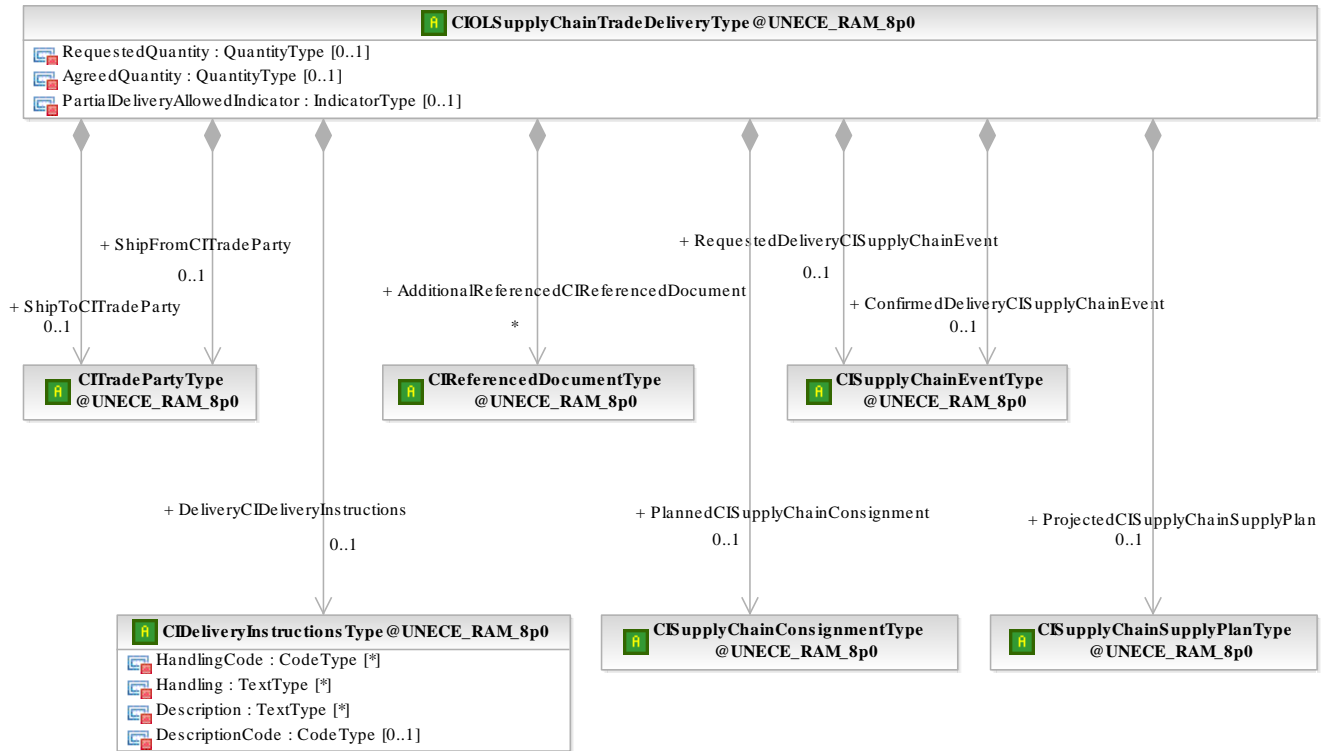 CIOLSupplyChainTradeDeliveryType@UNECE_RAM_8p0
RequestedQuantity : QuantityType [0..1]
AgreedQuantity : QuantityType [0..1]
PartialDeliveryAllowedIndicator : IndicatorType [0..1]
+ ShipFromCITradeParty
0..1
+ ShipToCITradeParty
0..1
+ AdditionalReferencedCIReferencedDocument
*
+ RequestedDeliveryCISupplyChainEvent
0..1
+ ConfirmedDeliveryCISupplyChainEvent
0..1
CITradePartyType
@UNECE_RAM_8p0
CIReferencedDocumentType
@UNECE_RAM_8p0
CISupplyChainEventType
@UNECE_RAM_8p0
+ DeliveryCIDeliveryInstructions
0..1
+ PlannedCISupplyChainConsignment
0..1
+ ProjectedCISupplyChainSupplyPlan
0..1
CIDeliveryInstructionsType@UNECE_RAM_8p0
HandlingCode : CodeType [*]
Handling : TextType [*]
Description : TextType [*]
DescriptionCode : CodeType [0..1]
CISupplyChainConsignmentType
@UNECE_RAM_8p0
CISupplyChainSupplyPlanType
@UNECE_RAM_8p0